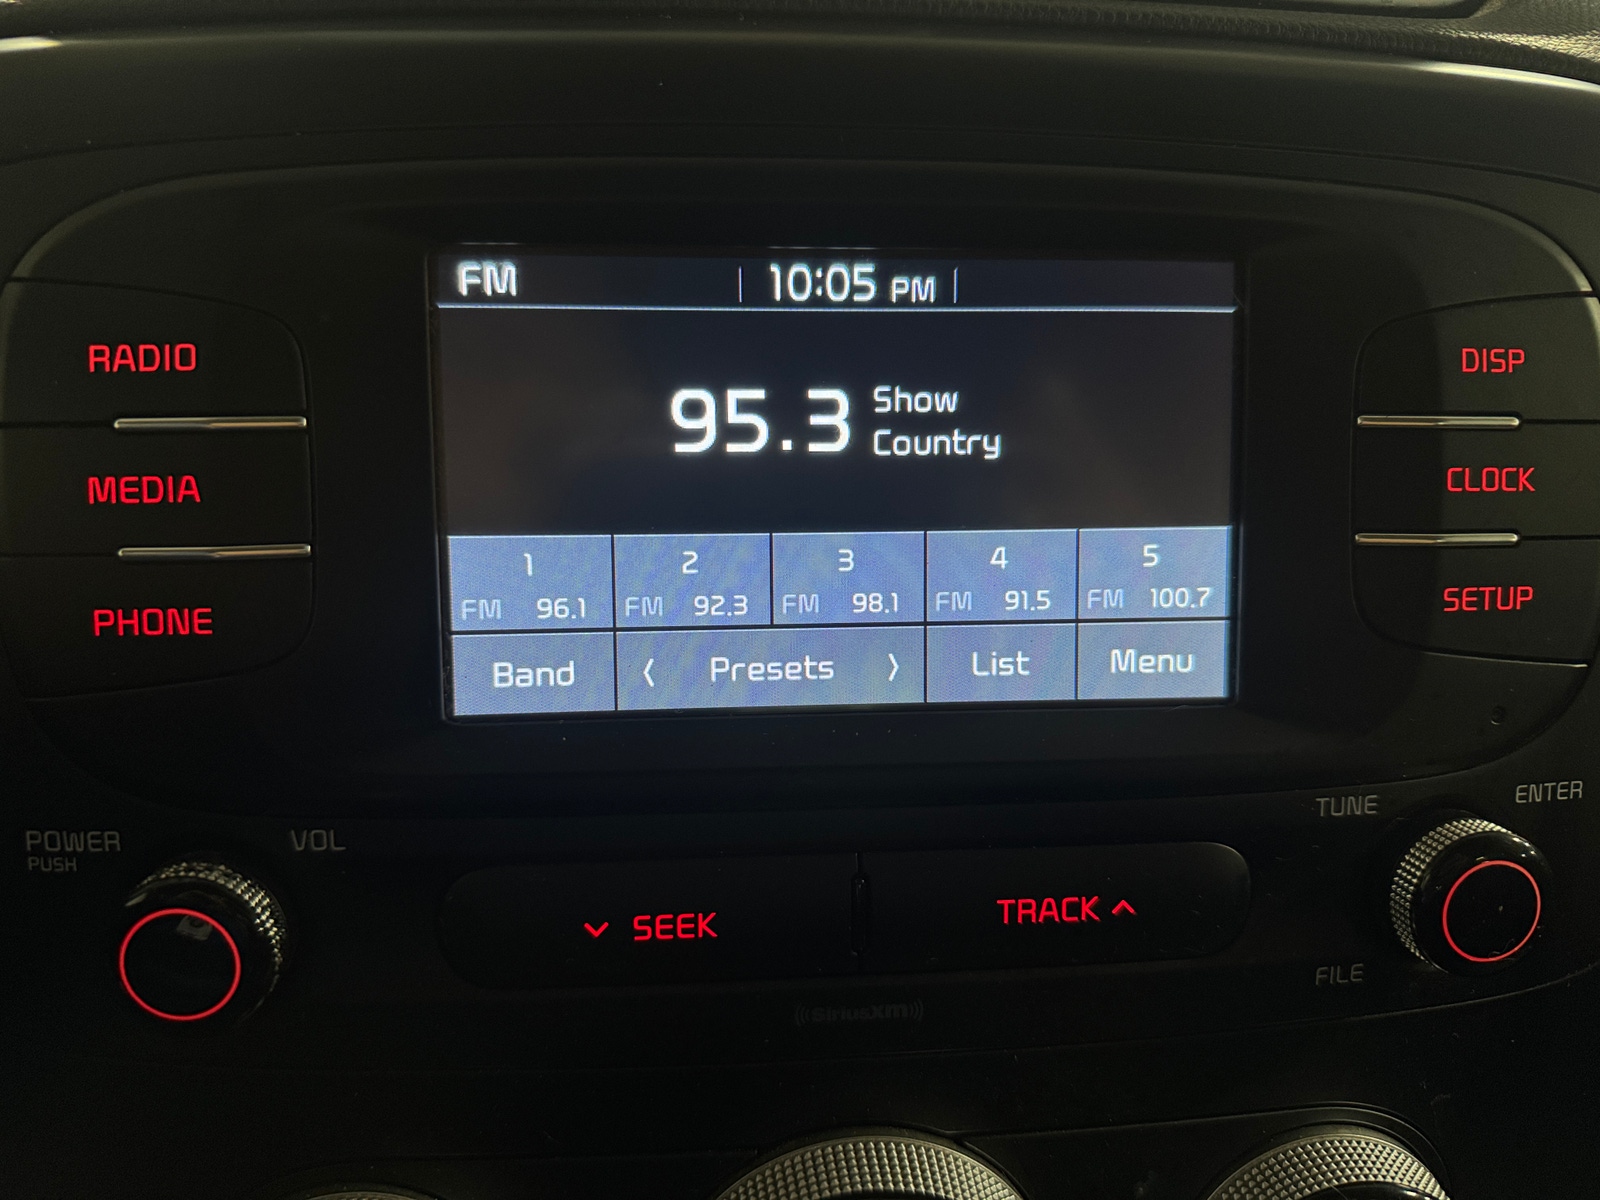 FM 10:05 PM
RADIO
MEDIA
PHONE
95.3 Show
Country
1 2 3 4 5
FM 96.1 FM 92.3 FM 98.1 FM 91.5 FM 100.7
Band < Presets > List Menu
DISP
CLOCK
SETUP
POWER
PUSH
VOL
SEEK
TRACK
TUNE
ENTER
FILE
SiriusXM